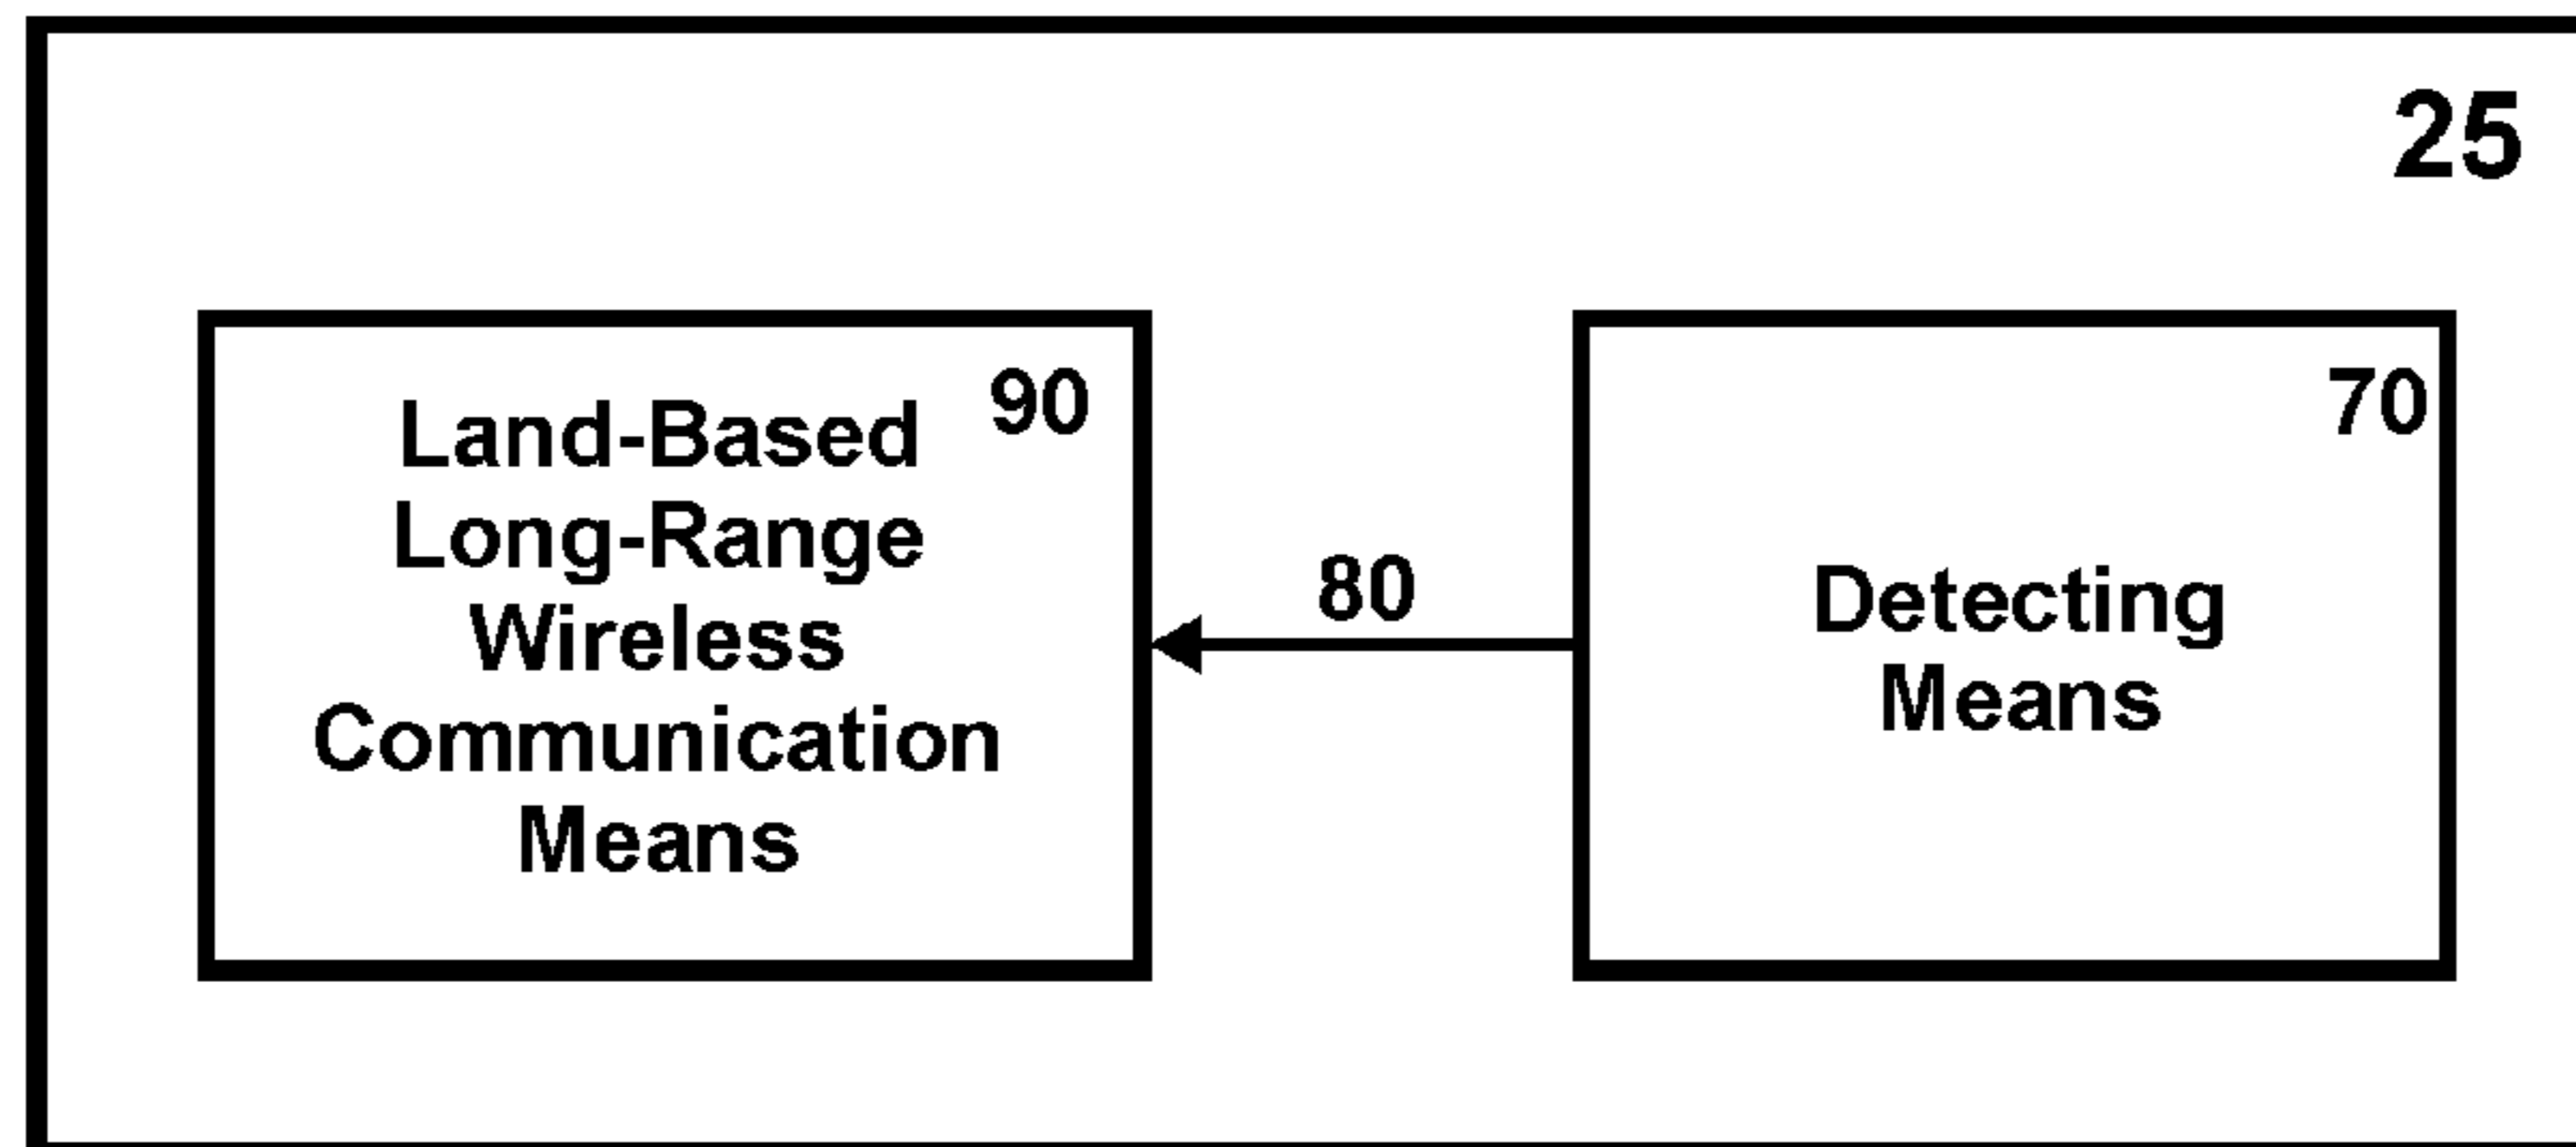 25
90
Land-Based
Long-Range
Wireless
Communication
Means
80
70
Detecting
Means